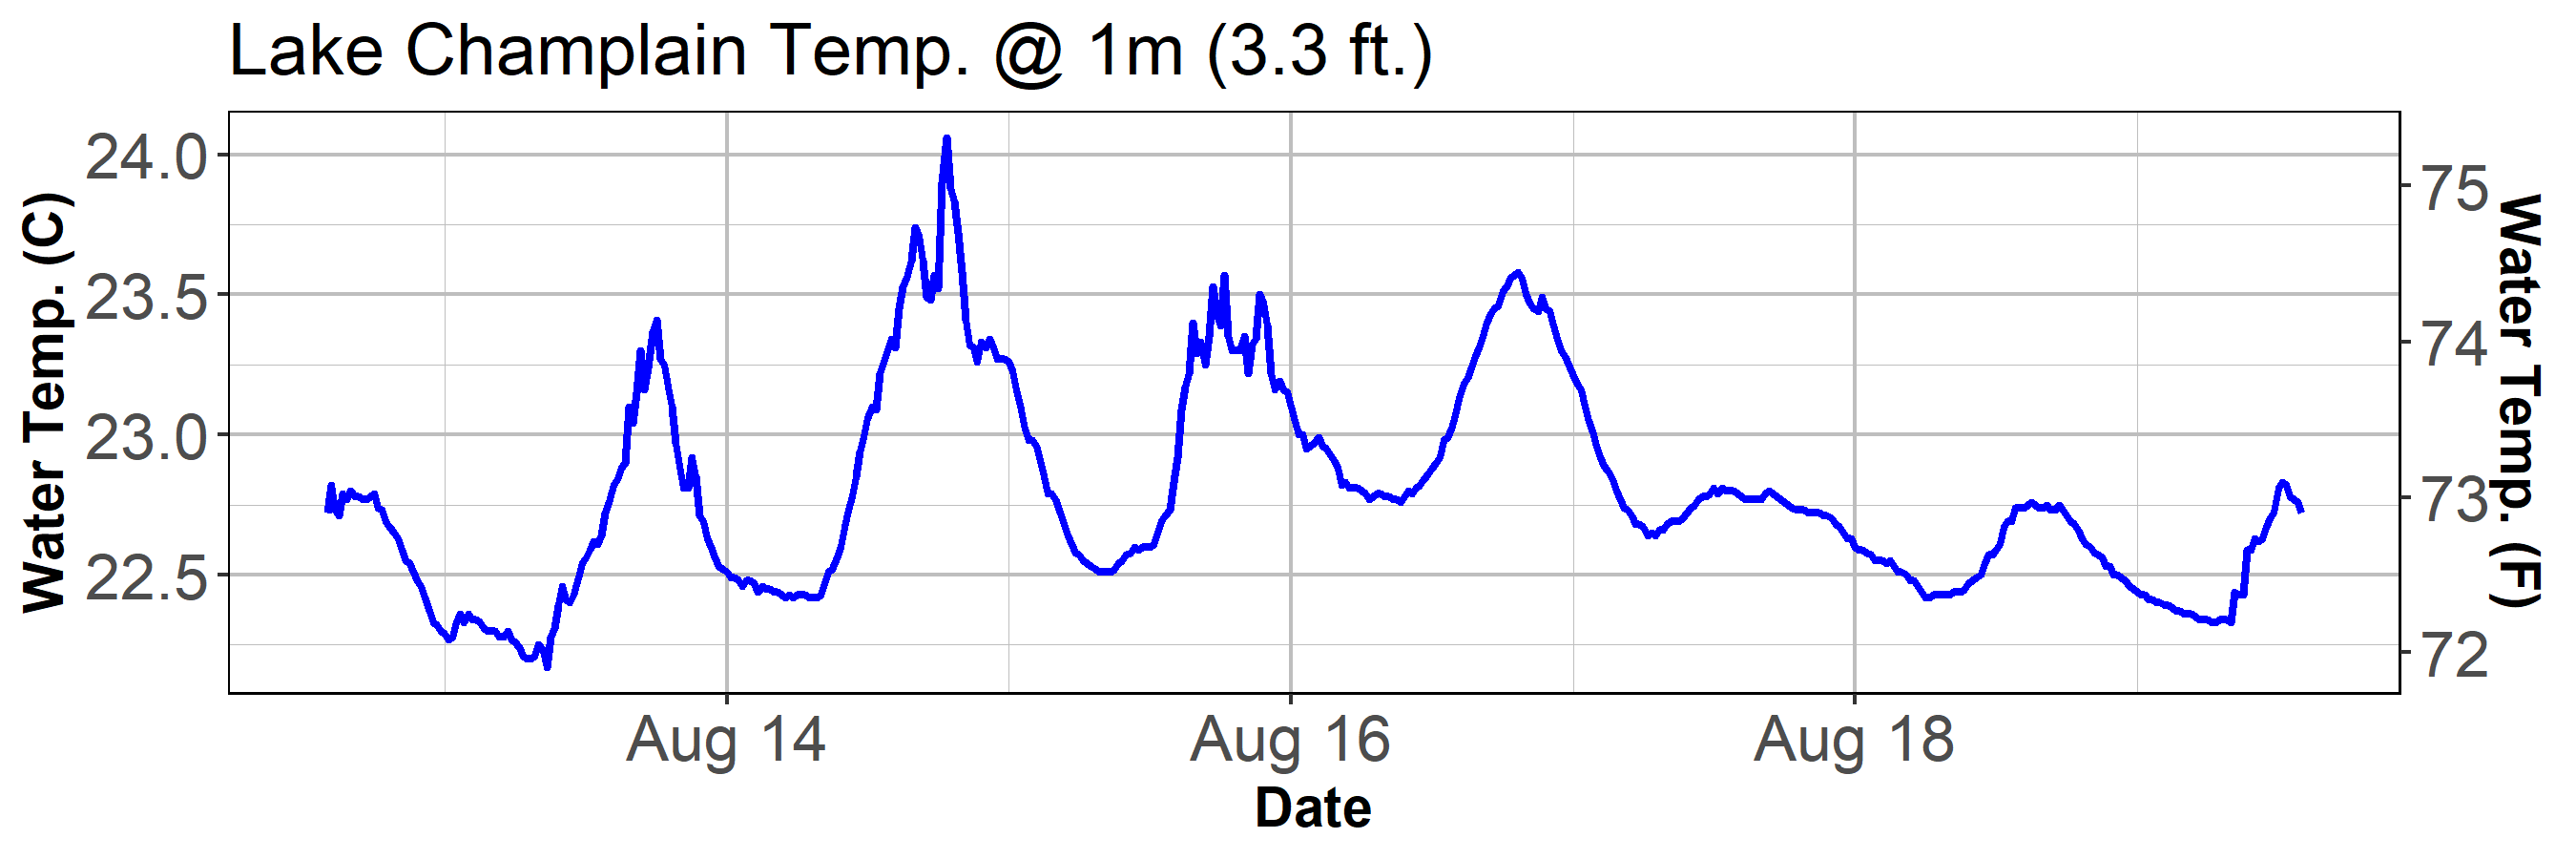 Lake Champlain Temp. @ 1m (3.3 ft.)
Water Temp. (C)
24.0
23.5
23.0
22.5
75
74
73
72
Water Temp. (F)
Aug 14
Aug 16
Aug 18
Date